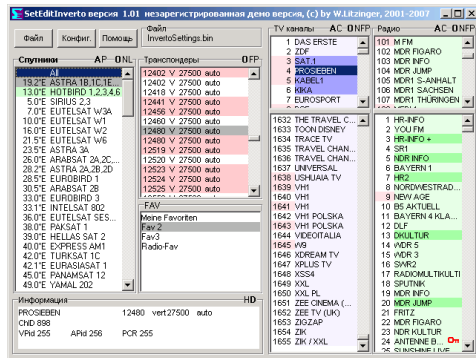 SetEditInverto версия 1.01 незарегистрированная демо версия, (c) by W.Litzinger, 2001-2007
Файл
Конфиг.
Помощь
Файл
InvertoSettings.bin
Спутники AP ONL
All
19.2°E ASTRA 1B,1C,1E...
13.0°E HOTBIRD 1,2,3,4,6
5.0°E SIRIUS 2,3
7.0°E EUTELSAT W3A
10.0°E EUTELSAT W1
16.0°E EUTELSAT W2
21.5°E EUTELSAT W6
23.5°E ASTRA 3A
26.0°E ARABSAT 2A,2C,...
28.2°E ASTRA 2A,2B,2D
28.5°E EUROBIRD 1
30.5°E ARABSAT 2B
33.0°E EUROBIRD 3
33.1°E INTELSAT 802
36.0°E EUTELSAT SES...
38.0°E PAKSAT 1
39.0°E HELLAS SAT 2
40.0°E EXPRESS AM1
42.0°E TURKSAT 1C
42.1°E EURASIASAT 1
45.0°E PANAMSAT 12
49.0°E YAMAL 202
Транспондеры OFP
12402 V 27500 auto
12402 V 27500 auto
12418 V 27500 auto
12441 V 27500 auto
12456 V 27500 auto
12460 V 27500 auto
12480 V 27500 auto
12480 V 27500 auto
12519 V 27500 auto
12520 V 27500 auto
12523 V 27500 auto
12524 V 27500 auto
12525 V 27500 auto
FAV
Meine Favoriten
Fav 2
Fav3
Radio-Fav
Информация HD
PROSIEBEN 12480 vert27500 auto
ChID 898
VPid 255 APid 256 PCR 255
TV каналы AC ONFP
1 DAS ERSTE
2 ZDF
3 SAT.1
4 PROSIEBEN
5 KABEL1
6 KIKA
7 EUROSPORT
1632 THE TRAVEL C...
1633 TOON DISNEY
1634 TRACE TV
1635 TRAVEL CHAN...
1636 TRAVEL CHAN...
1637 UNIVERSAL
1638 USHUAIA TV
1639 VH1
1640 VH1
1641 VH1
1642 VH1 POLSKA
1643 VH1 POLSKA
1644 VIDEOITALIA
1645 W9
1646 XDREAM TV
1647 XPLUS TV
1648 XSS4
1649 XXL
1650 XXL PL
1651 ZEE CINEMA (...
1652 ZEE TV (UK)
1653 ZIGZAP
1654 ZIK
1655 ZIK / XXL
Радио AC ONFP
101 M FM
102 MDR FIGARO
103 MDR INFO
104 MDR JUMP
105 MDR1 S-ANHALT
106 MDR1 SACHSEN
107 MDR1 THÜRINGEN
1 HR-INFO
2 YOU FM
3 HR-INFO +
4 SR1
5 NDR INFO
6 BAYERN 1
7 HR2
8 NORDWESTRAD...
9 NEW AGE
10 B5 AKTUELL
11 BAYERN 4 KLA...
12 DLF
13 DKULTUR
14 WDR 5
15 WDR 3
16 SWR2
17 RADIOMULTIKULTI
18 SPUTNIK
19 MDR INFO
20 MDR JUMP
21 FRITZ
22 MDR FIGARO
23 NDR KULTUR
24 ANTENNE B...
25 SUNSHINE LIVE